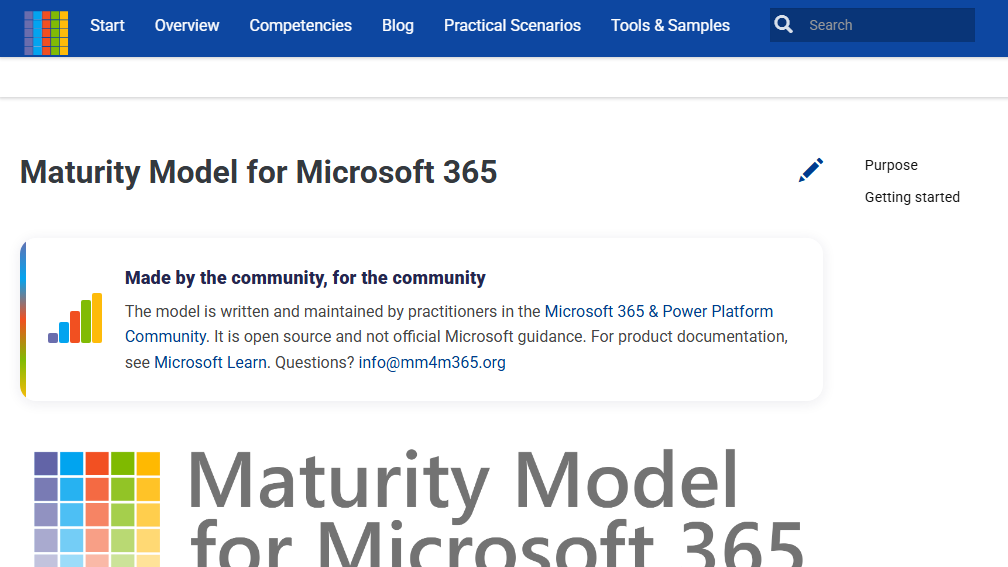 Start Overview Competencies Blog Practical Scenarios Tools & Samples Search
Maturity Model for Microsoft 365
Purpose
Getting started
Made by the community, for the community
The model is written and maintained by practitioners in the Microsoft 365 & Power Platform
Community. It is open source and not official Microsoft guidance. For product documentation,
see Microsoft Learn. Questions? info@mm4m365.org
Maturity Model
for Microsoft 365